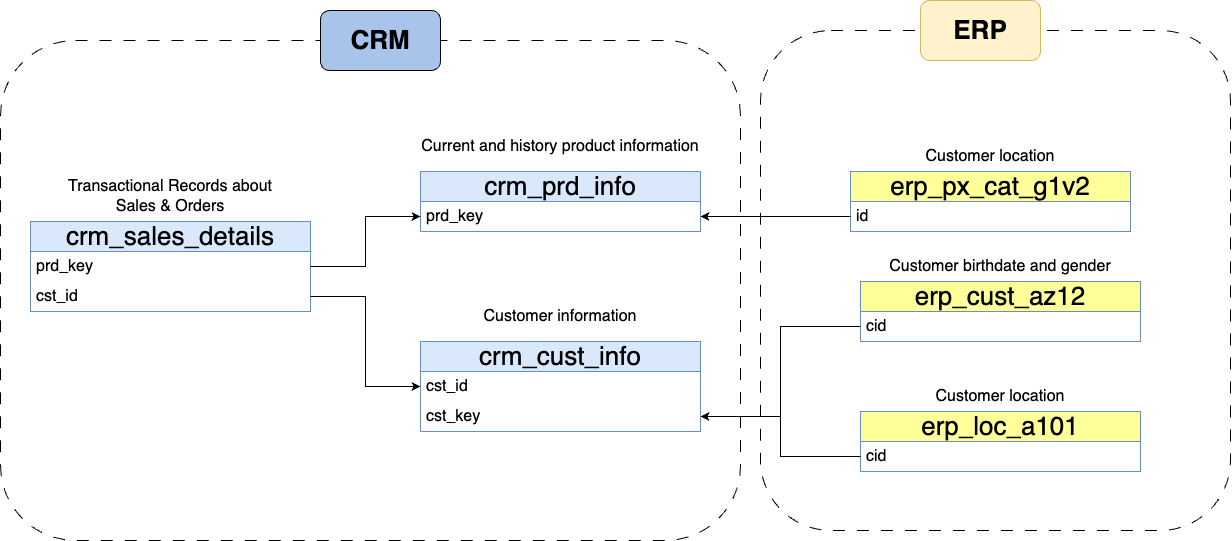 CRM
ERP
Transactional Records about
Sales & Orders
crm_sales_details
prd_key
cst_id
Current and history product information
crm_prd_info
prd_key
Customer information
crm_cust_info
cst_id
cst_key
Customer location
erp_px_cat_g1v2
id
Customer birthdate and gender
erp_cust_az12
cid
Customer location
erp_loc_a101
cid